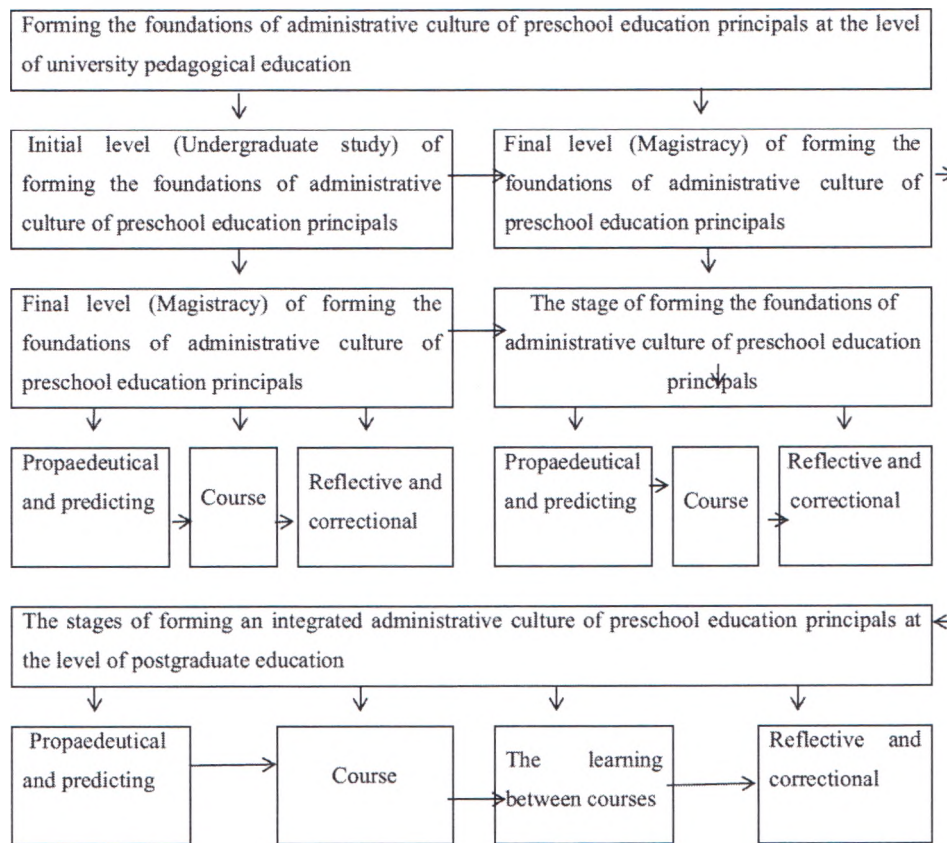 Forming the foundations of administrative culture of preschool education principals at the level
of university pedagogical education
Initial level (Undergraduate study) of
forming the foundations of administrative
culture of preschool education principals
Final level (Magistracy) of forming the
foundations of administrative culture of
preschool education principals
Final level (Magistracy) of forming the
foundations of administrative culture of
preschool education principals
The stage of forming the foundations of
administrative culture of preschool education
principals
Propaedeutical
and predicting
Course
Reflective and
correctional
Propaedeutical
and predicting
Course
Reflective and
correctional
The stages of forming an integrated administrative culture of preschool education principals at
the level of postgraduate education
Propaedeutical
and predicting
Course
The learning
between courses
Reflective and
correctional